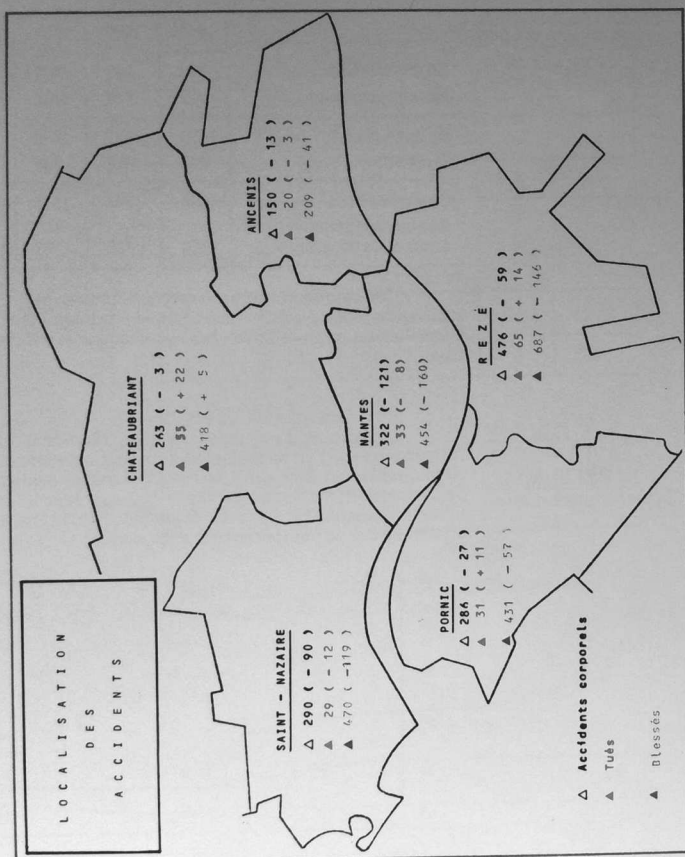 LOCALISATION
DES
ACCIDENTS
CHATEAUBRIANT
△ 263 ( - 3 )
▲ 55 ( + 22 )
▲ 418 ( + 5 )
ANCENIS
△ 150 ( - 13 )
▲ 20 ( - 3 )
▲ 209 ( - 41 )
SAINT - NAZAIRE
△ 290 ( - 90 )
▲ 29 ( - 12 )
▲ 470 ( -119 )
NANTES
△ 322 (- 121)
▲ 33 (- 8)
▲ 454 (- 160)
PORNIC
△ 286 ( - 27 )
▲ 31 ( + 11 )
▲ 431 ( - 57 )
REZÉ
△ 476 ( - 59 )
▲ 65 ( + 14 )
▲ 687 ( - 146 )
△ Accidents corporels
▲ Tués
▲ Blessés